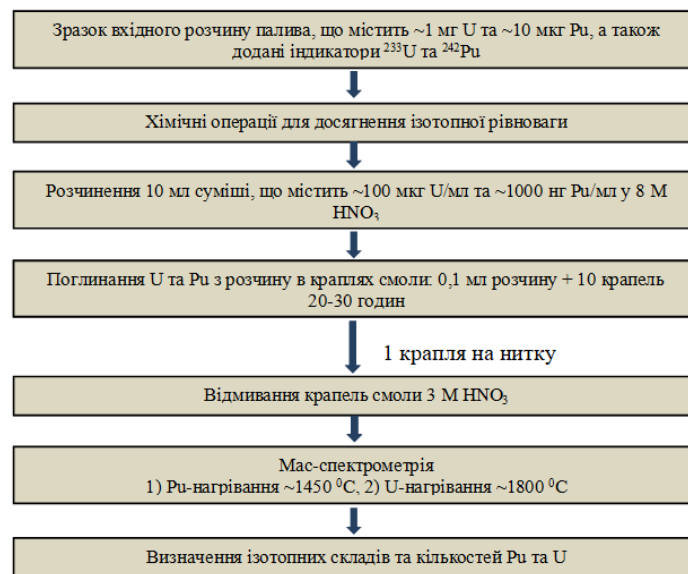 Зразок вхідного розчину палива, що містить ~1 мг U та ~10 мкг Pu, а також
додані індикатори ²³³U та ²⁴²Pu
Хімічні операції для досягнення ізотопної рівноваги
Розчинення 10 мл суміші, що містить ~100 мкг U/мл та ~1000 нг Pu/мл у 8 М
HNO₃
Поглинання U та Pu з розчину в краплях смоли: 0,1 мл розчину + 10 крапель
20-30 годин
1 крапля на нитку
Відмивання крапель смоли 3 М HNO₃
Мас-спектрометрія
1) Pu-нагрівання ~1450 ⁰С, 2) U-нагрівання ~1800 ⁰С
Визначення ізотопних складів та кількостей Pu та U